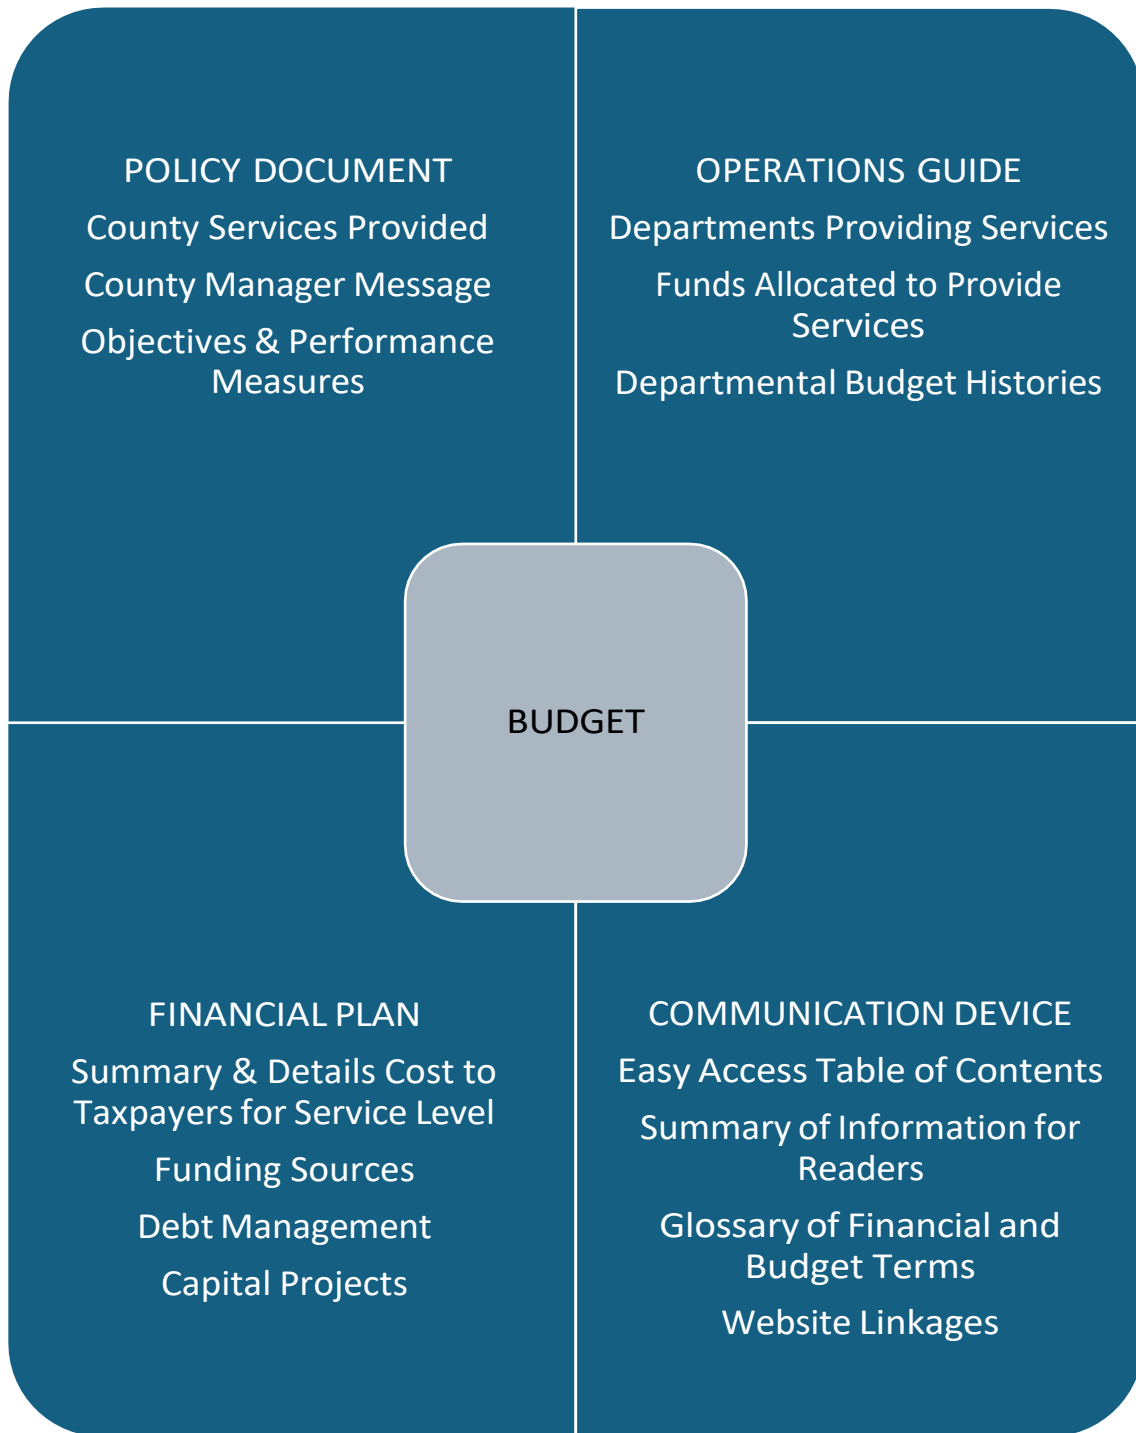 POLICY DOCUMENT
County Services Provided
County Manager Message
Objectives & Performance
Measures
OPERATIONS GUIDE
Departments Providing Services
Funds Allocated to Provide
Services
Departmental Budget Histories
BUDGET
FINANCIAL PLAN
Summary & Details Cost to
Taxpayers for Service Level
Funding Sources
Debt Management
Capital Projects
COMMUNICATION DEVICE
Easy Access Table of Contents
Summary of Information for
Readers
Glossary of Financial and
Budget Terms
Website Linkages